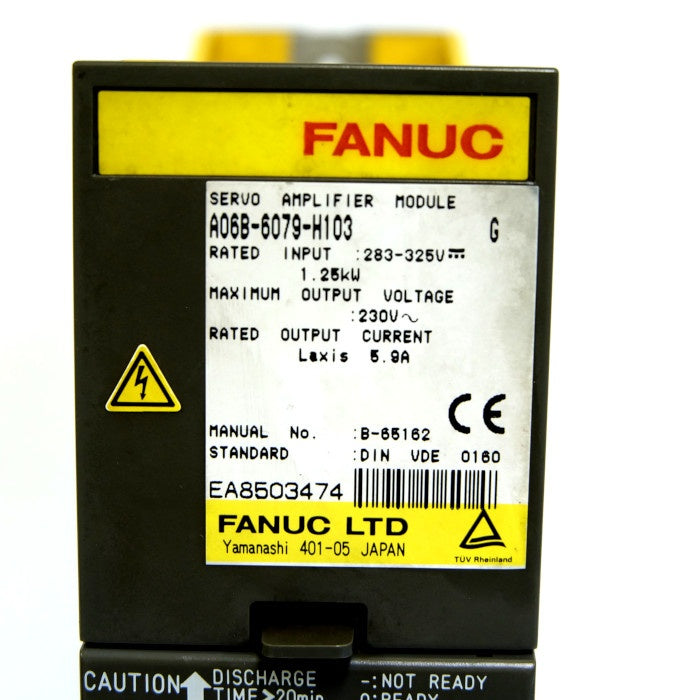 FANUC
SERVO AMPLIFIER MODULE
A06B-6079-H103 G
RATED INPUT :283-325V⎓
1.25kW
MAXIMUM OUTPUT VOLTAGE
:230V～
RATED OUTPUT CURRENT
Laxis 5.9A
CE
MANUAL No. :B-65162
STANDARD :DIN VDE 0160
EA8503474
FANUC LTD
Yamanashi 401-05 JAPAN
TÜV Rheinland
CAUTION DISCHARGE -:NOT READY
TIME>20min 0:READY